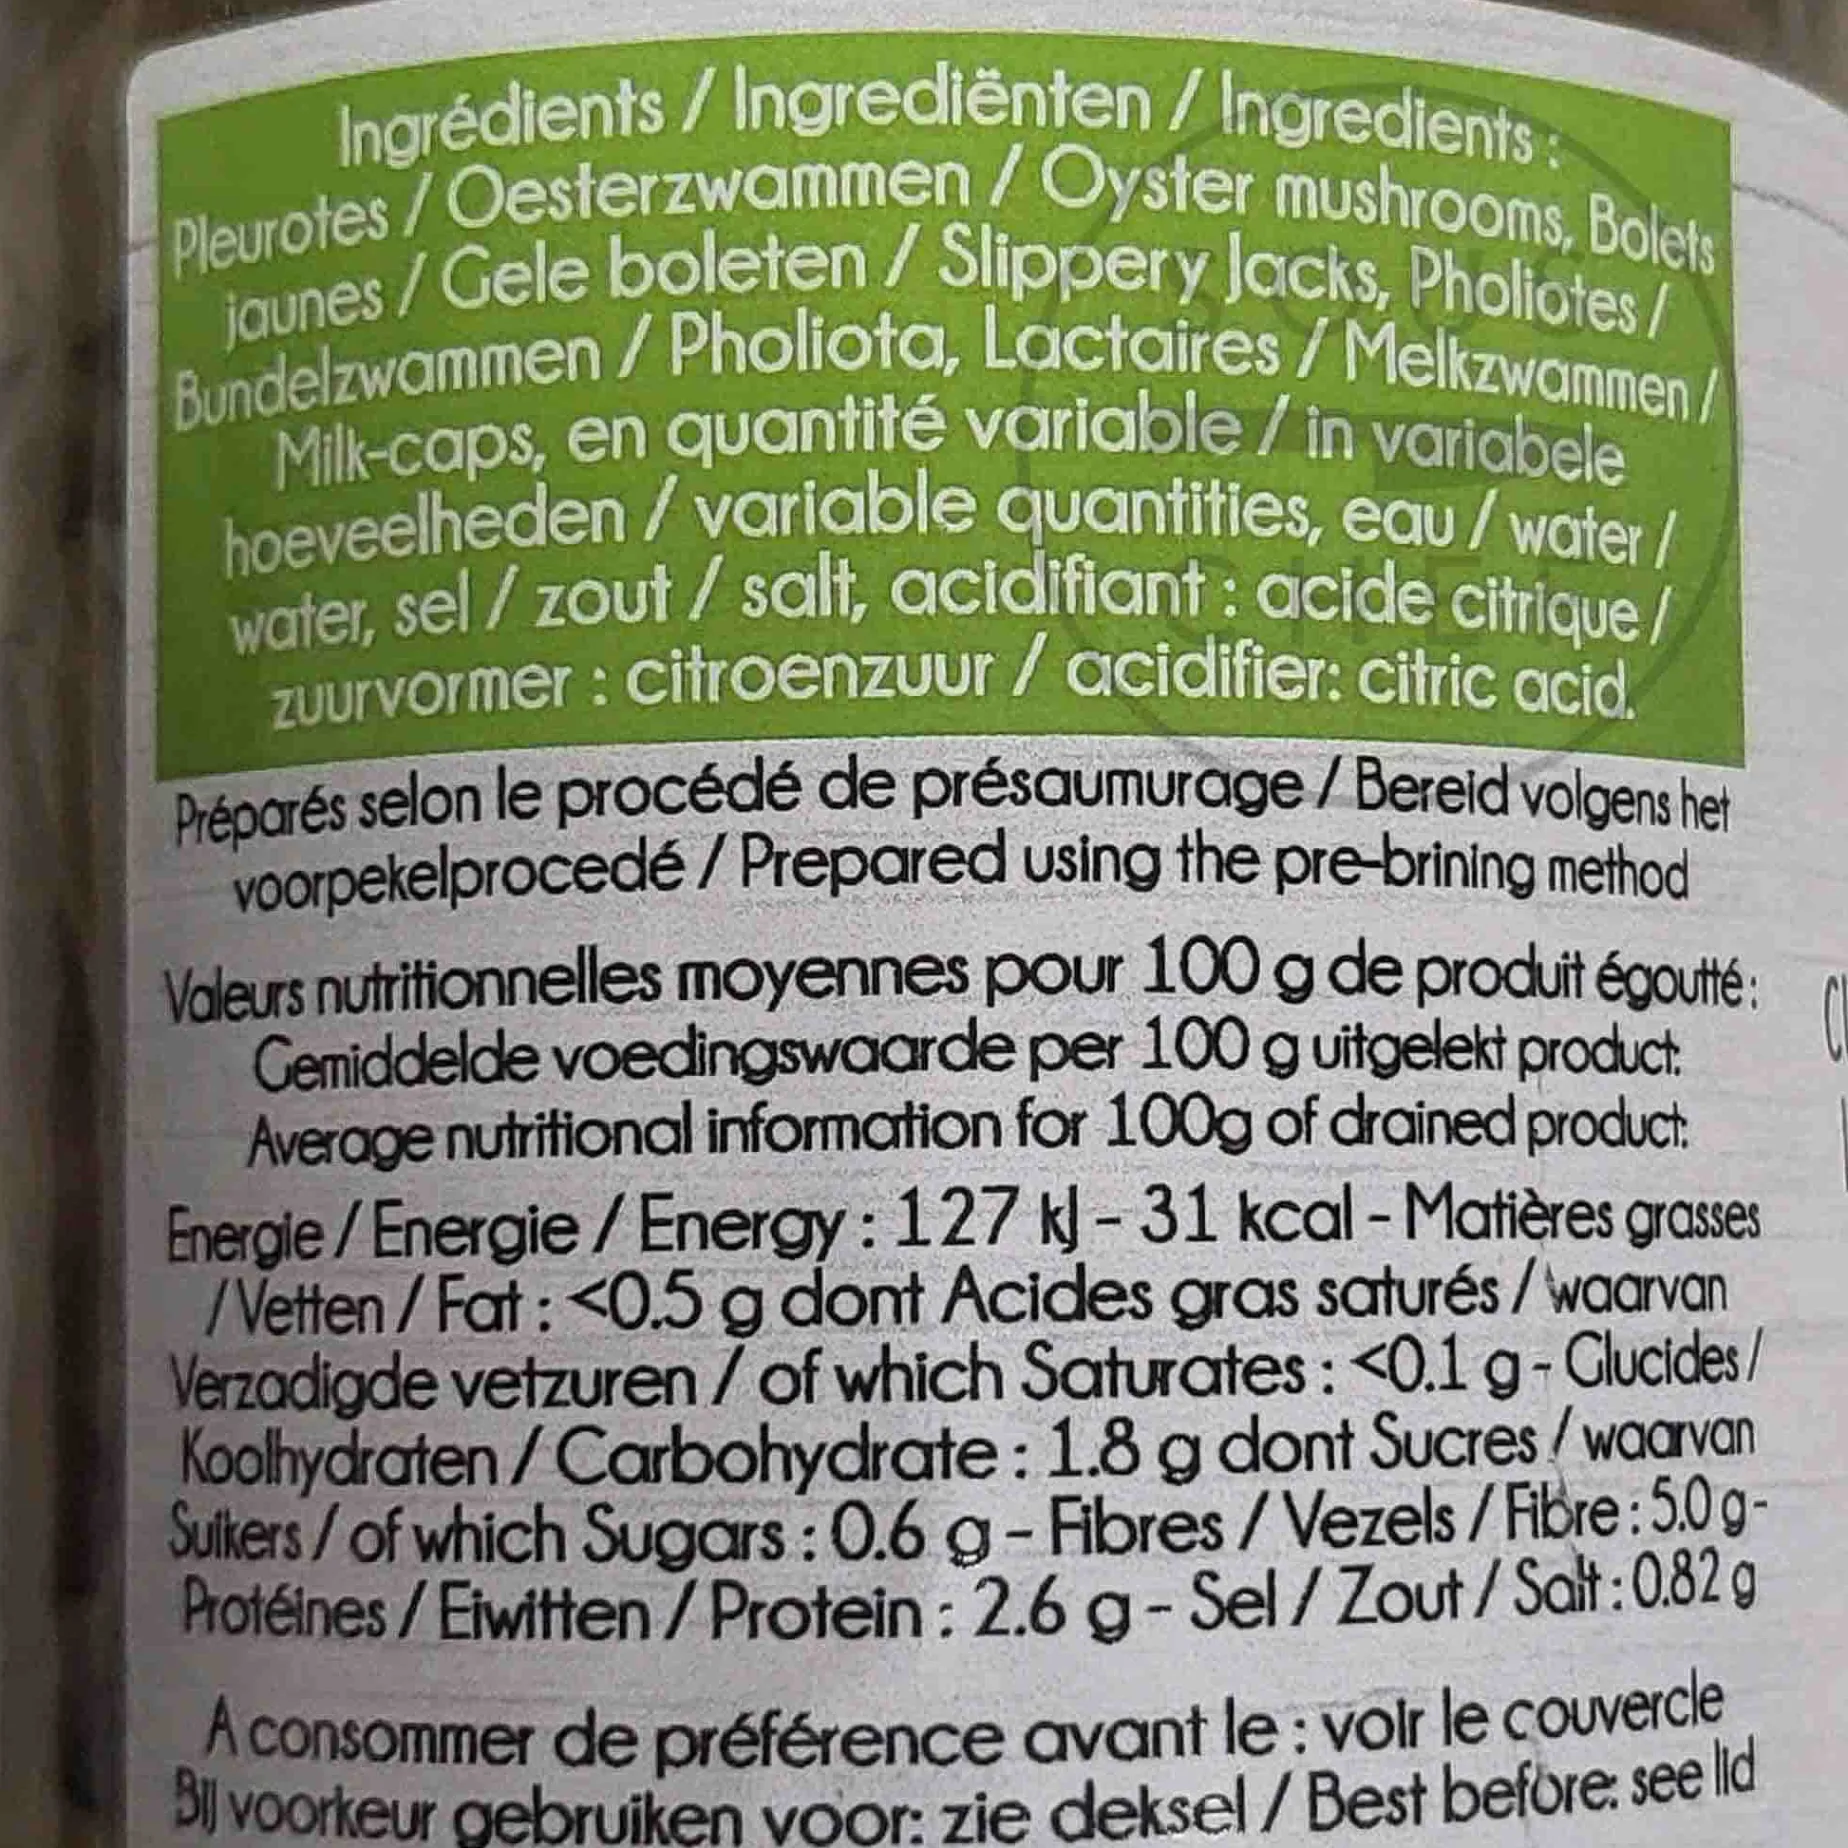 Ingrédients / Ingrediënten / Ingredients :
Pleurotes / Oesterzwammen / Oyster mushrooms, Bolets
jaunes / Gele boleten / Slippery Jacks, Pholiotes /
Bundelzwammen / Pholiota, Lactaires / Melkzwammen /
Milk-caps, en quantité variable / in variabele
hoeveelheden / variable quantities, eau / water /
water, sel / zout / salt, acidifiant : acide citrique /
zuurvormer : citroenzuur / acidifier: citric acid.
Préparés selon le procédé de présaumurage / Bereid volgens het
voorpekelprocedé / Prepared using the pre-brining method
Valeurs nutritionnelles moyennes pour 100 g de produit égoutté :
Gemiddelde voedingswaarde per 100 g uitgelekt product:
Average nutritional information for 100g of drained product:
Energie / Energie / Energy : 127 kJ - 31 kcal - Matières grasses
/ Vetten / Fat : <0.5 g dont Acides gras saturés / waarvan
Verzadigde vetzuren / of which Saturates : <0.1 g - Glucides /
Koolhydraten / Carbohydrate : 1.8 g dont Sucres / waarvan
Suikers / of which Sugars : 0.6 g - Fibres / Vezels / Fibre : 5.0 g -
Protéines / Eiwitten / Protein : 2.6 g - Sel / Zout / Salt : 0.82 g
A consommer de préférence avant le : voir le couvercle
Bij voorkeur gebruiken voor: zie deksel / Best before: see lid